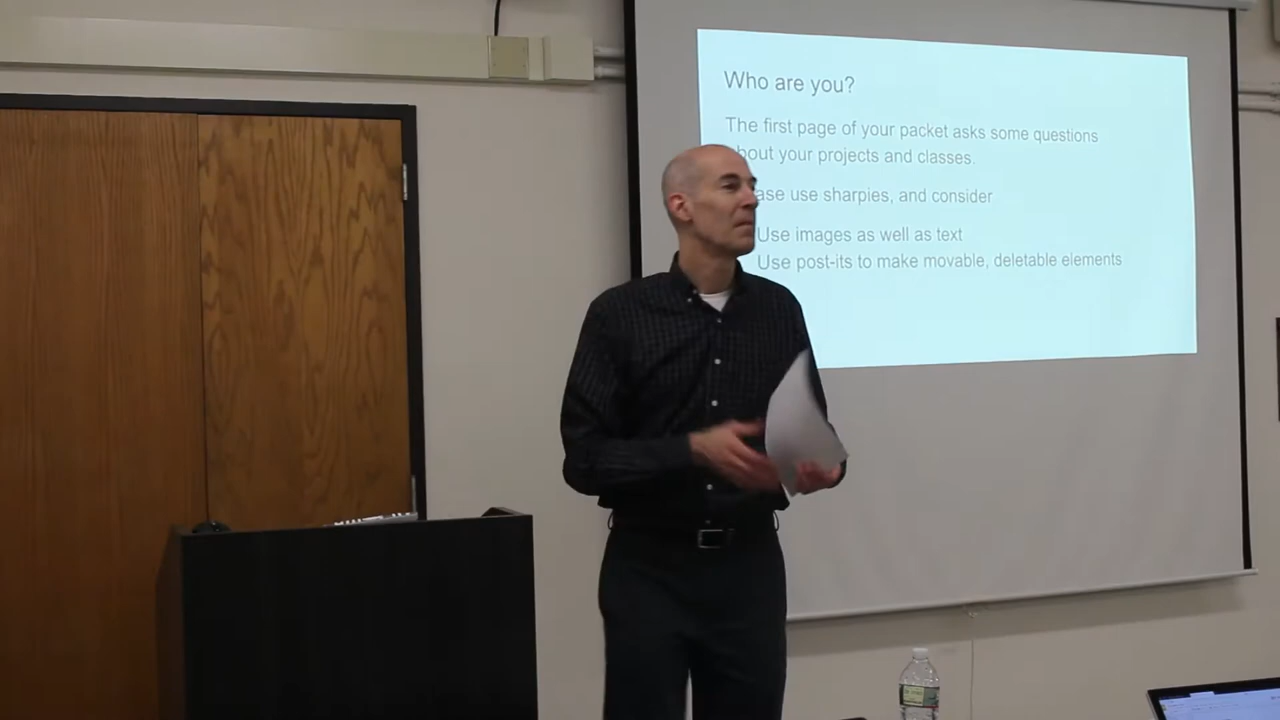 Who are you?
The first page of your packet asks some questions
bout your projects and classes.
ase use sharpies, and consider
Use images as well as text
Use post-its to make movable, deletable elements